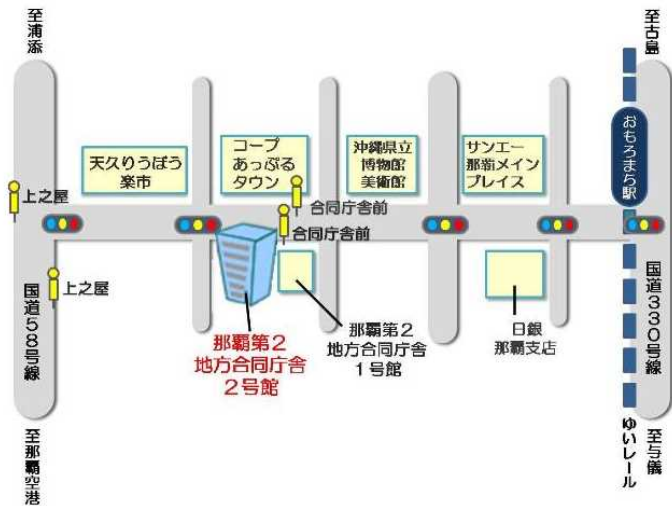 至浦添
至古島
おもろまち駅
天久りうぼう
楽市
コープ
あっぷる
タウン
沖縄県立
博物館
美術館
サンエー
那覇メイン
プレイス
上之屋
合同庁舎前
合同庁舎前
上之屋
国道58号線
国道330号線
那覇第2
地方合同庁舎
2号館
那覇第2
地方合同庁舎
1号館
日銀
那覇支店
至那覇空港
ゆいレール
至与儀